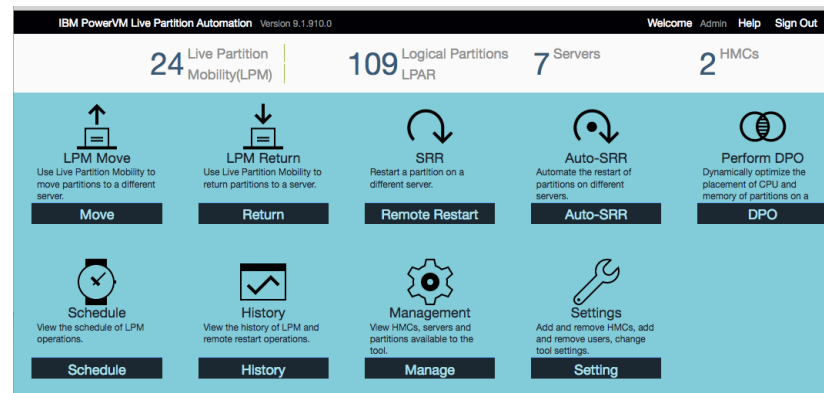 IBM PowerVM Live Partition Automation Version 9.1.910.0 Welcome Admin Help Sign Out
24 Live Partition Mobility(LPM)
109 Logical Partitions LPAR
7 Servers
2 HMCs
LPM Move
Use Live Partition Mobility to
move partitions to a different
server.
Move
LPM Return
Use Live Partition Mobility to
return partitions to a server.
Return
SRR
Restart a partition on a
different server.
Remote Restart
Auto-SRR
Automate the restart of
partitions on different
servers.
Auto-SRR
Perform DPO
Dynamically optimize the
placement of CPU and
memory of partitions on a
DPO
Schedule
View the schedule of LPM
operations.
Schedule
History
View the history of LPM and
remote restart operations.
History
Management
View HMCs, servers and
partitions available to the
tool.
Manage
Settings
Add and remove HMCs, add
and remove users, change
tool settings.
Setting